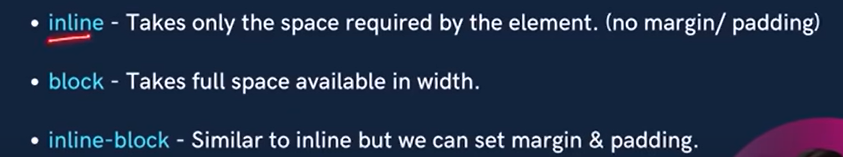 • inline - Takes only the space required by the element. (no margin/ padding)
• block - Takes full space available in width.
• inline-block - Similar to inline but we can set margin & padding.